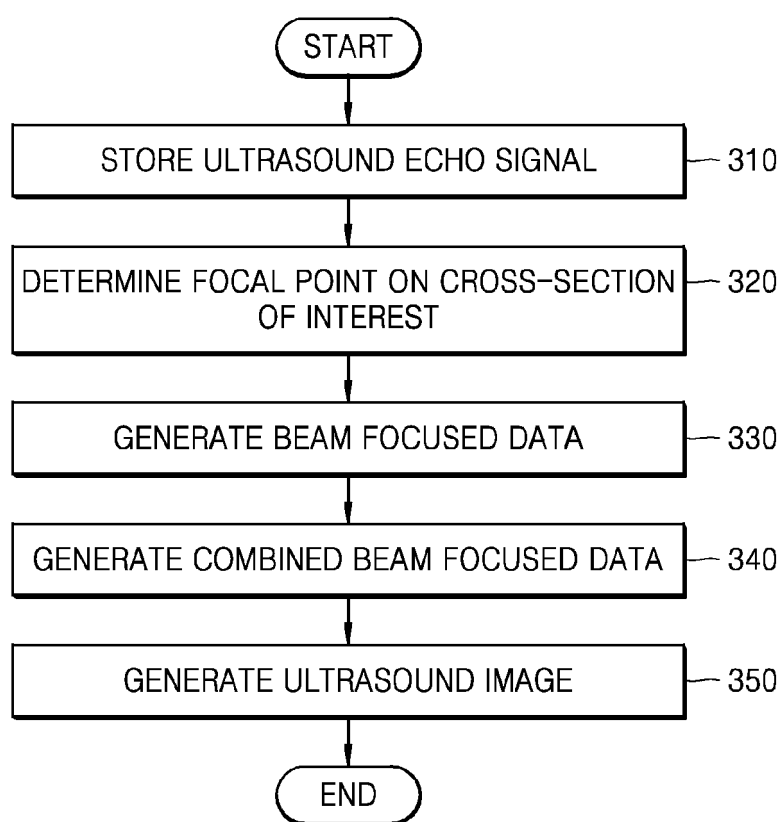 START
STORE ULTRASOUND ECHO SIGNAL
310
DETERMINE FOCAL POINT ON CROSS-SECTION
OF INTEREST
320
GENERATE BEAM FOCUSED DATA
330
GENERATE COMBINED BEAM FOCUSED DATA
340
GENERATE ULTRASOUND IMAGE
350
END